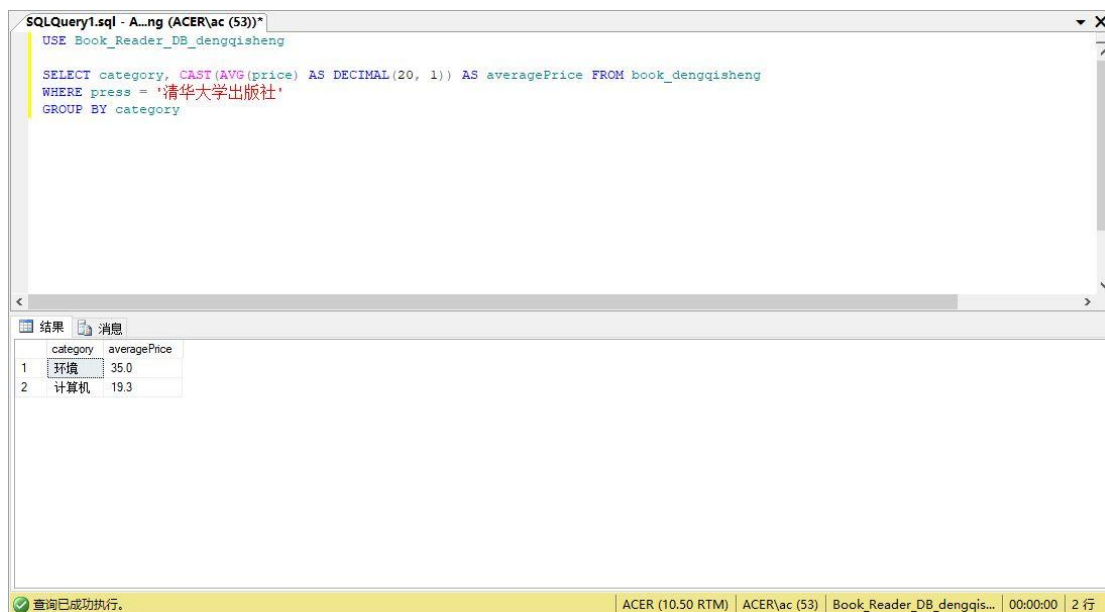 SQLQuery1.sql - A...ng (ACER\ac (53))*
USE Book_Reader_DB_dengqisheng
SELECT category, CAST(AVG(price) AS DECIMAL(20, 1)) AS averagePrice FROM book_dengqisheng
WHERE press = '清华大学出版社'
GROUP BY category
结果 消息
category averagePrice
1 环境 35.0
2 计算机 19.3
查询已成功执行。 ACER (10.50 RTM) ACER\ac (53) Book_Reader_DB_dengqis... 00:00:00 2 行